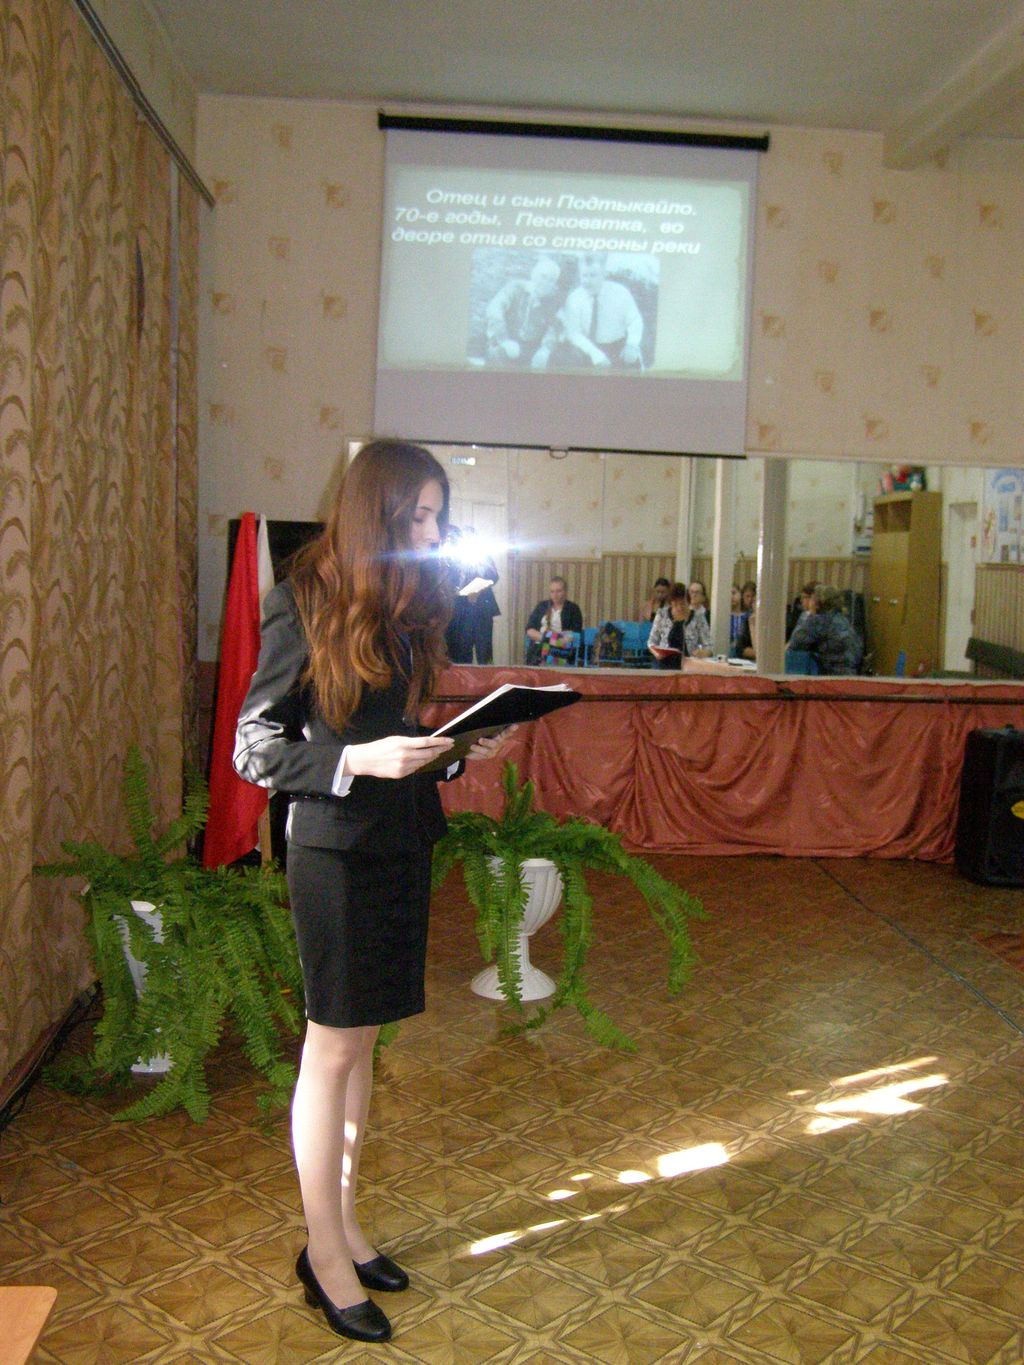 Отец и сын Подтыкайло.
70-е годы, Песковатка, во
дворе отца со стороны реки